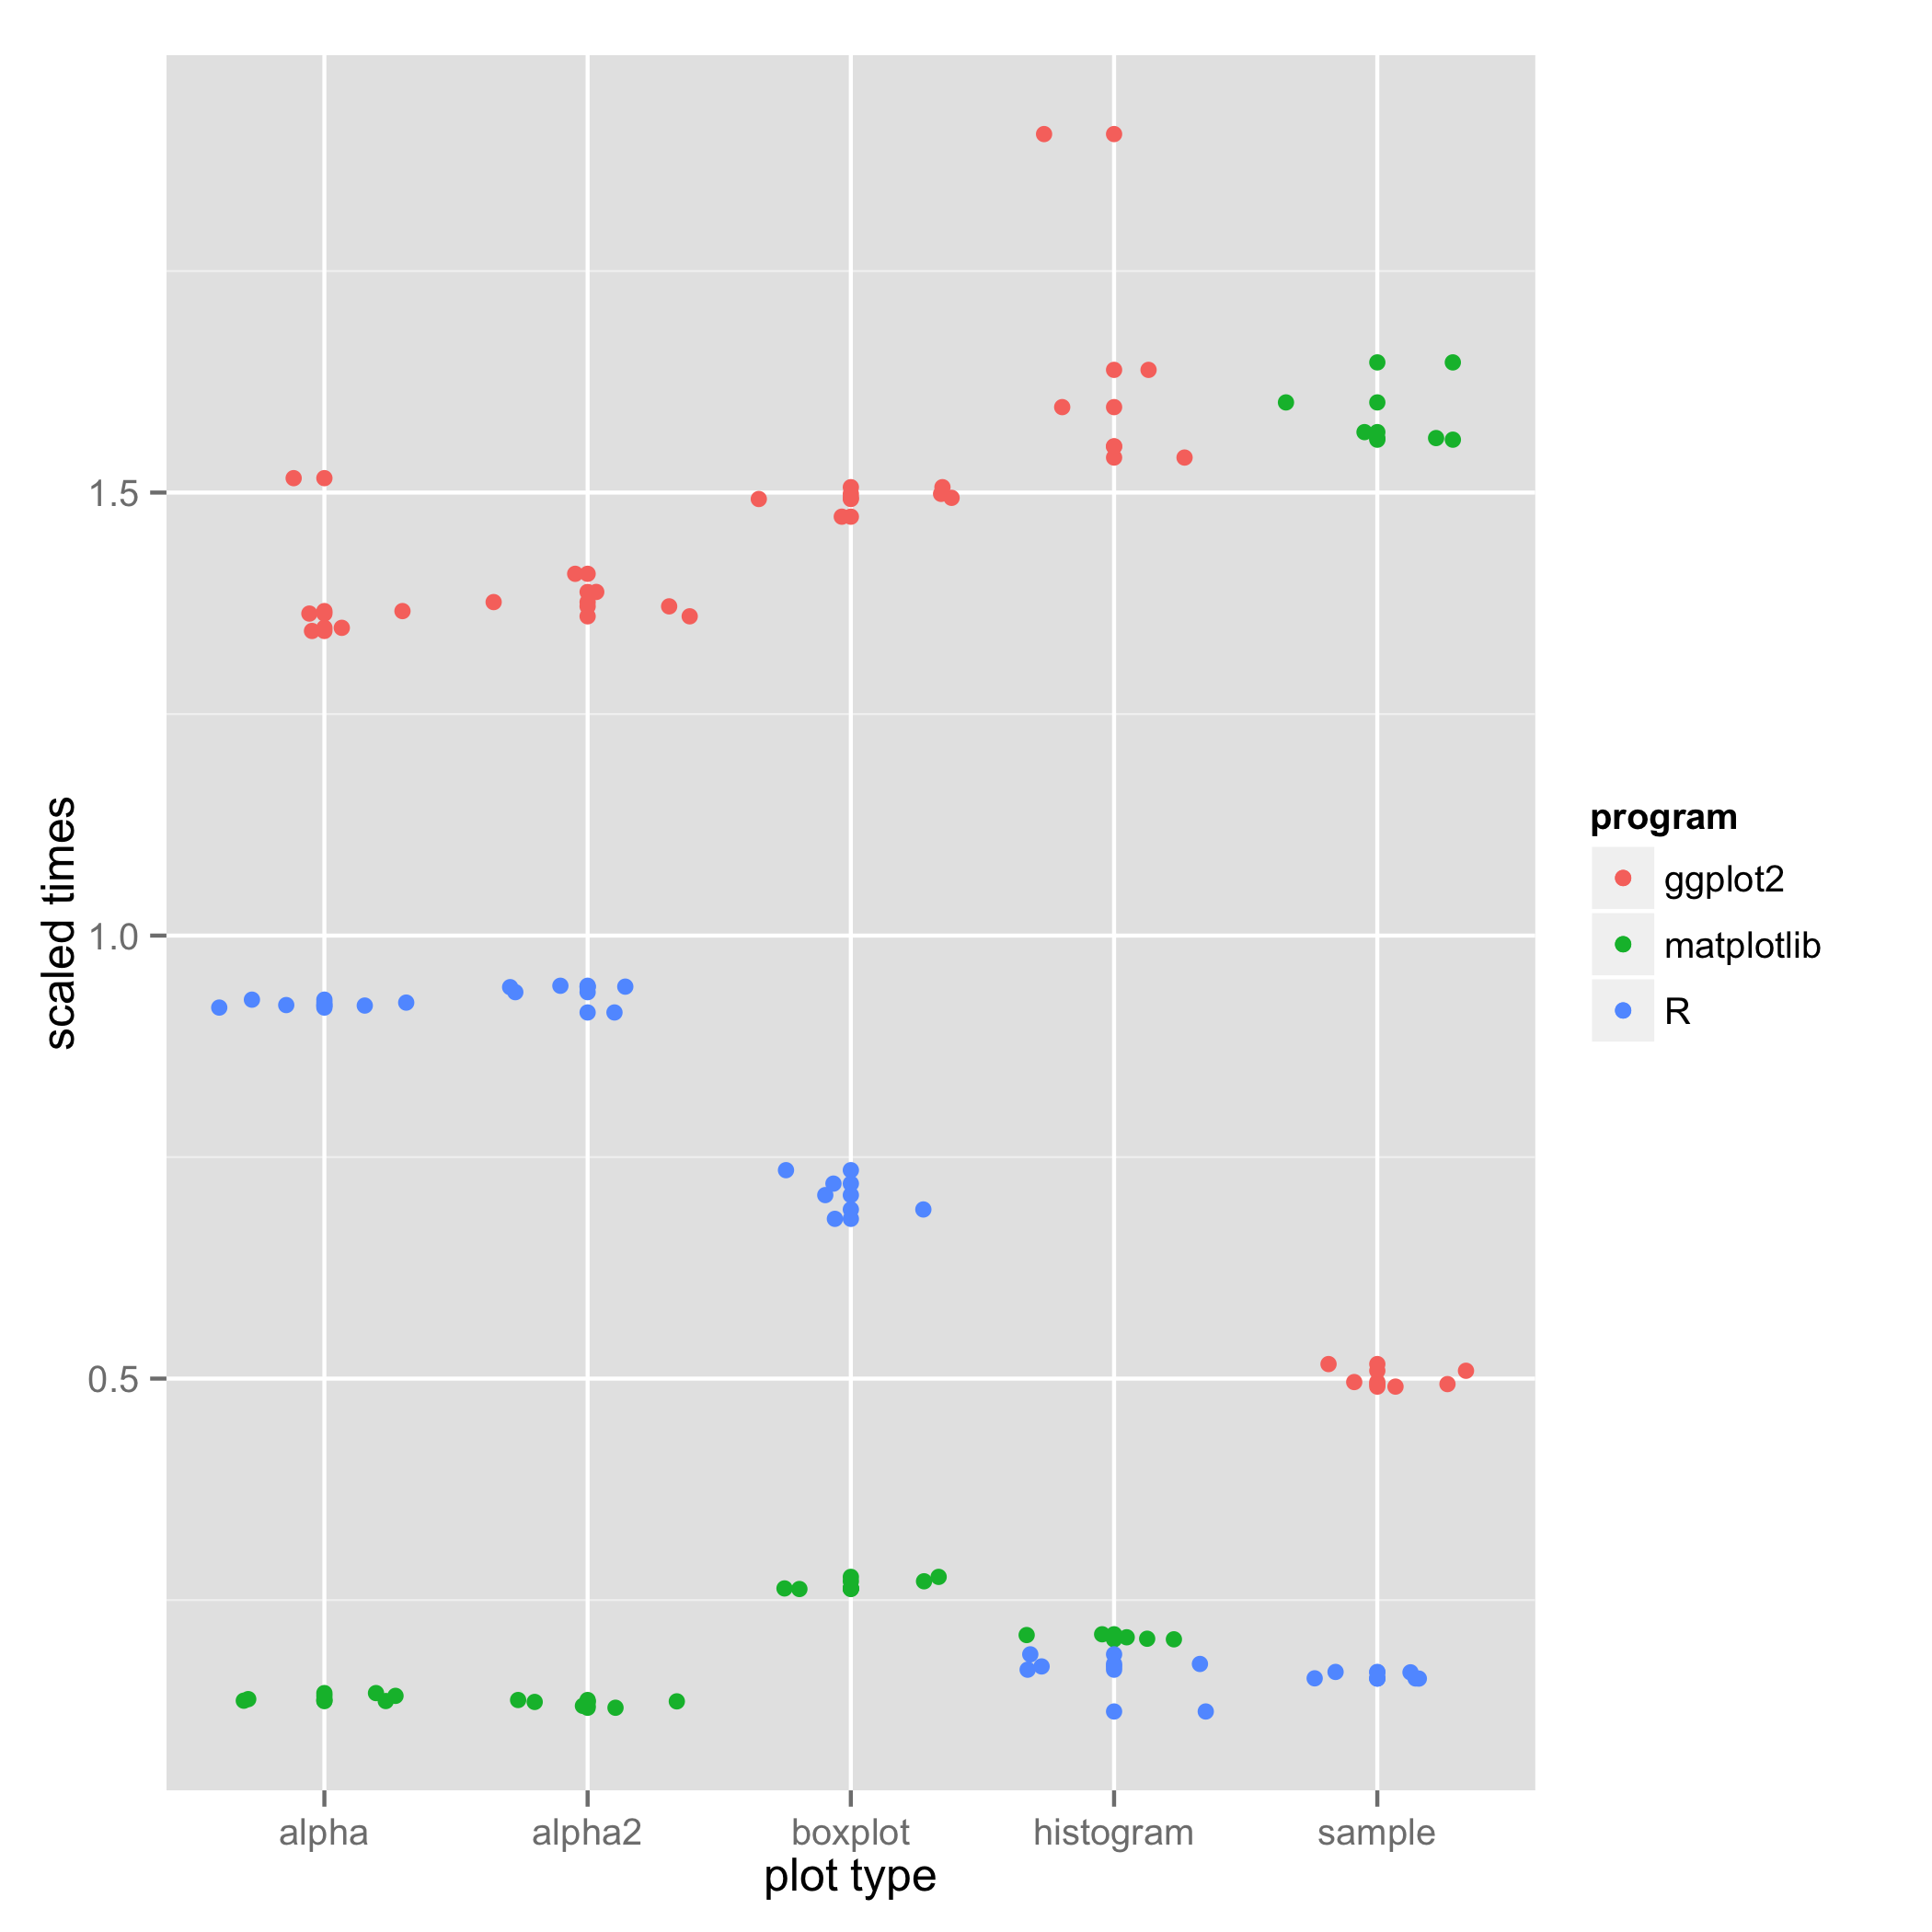 scaled times
1.5
1.0
0.5
alpha alpha2 boxplot histogram sample
plot type
program
ggplot2
matplotlib
R